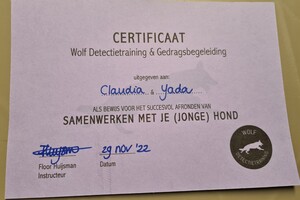 CERTIFICAAT
Wolf Detectietraining & Gedragsbegeleiding
uitgegeven aan:
Claudia & Yada
ALS BEWIJS VOOR HET SUCCESVOL AFRONDEN VAN
SAMENWERKEN MET JE (JONGE) HOND
29 nov '22
Floor Huijsman
Datum
Instructeur
WOLF
DETECTIETRAINING